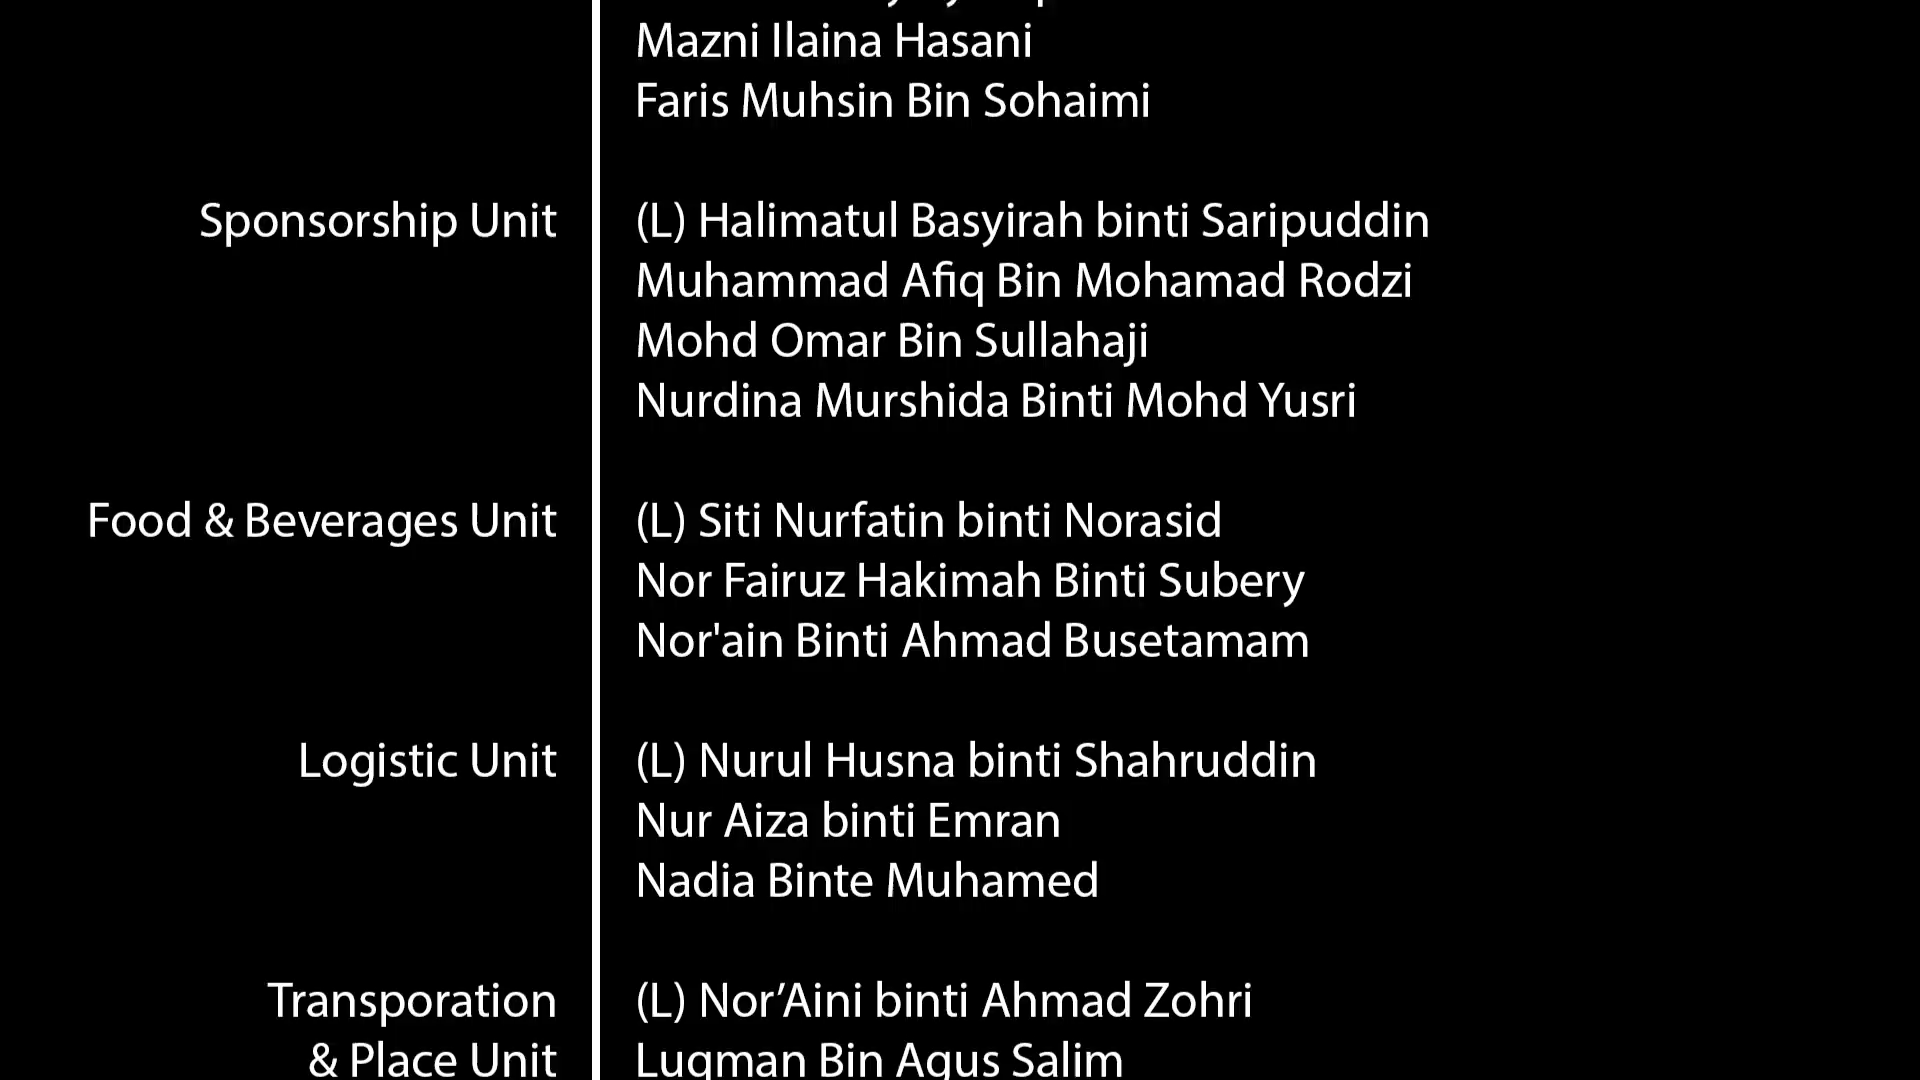 Mazni Ilaina Hasani
Faris Muhsin Bin Sohaimi
Sponsorship Unit
(L) Halimatul Basyirah binti Saripuddin
Muhammad Afiq Bin Mohamad Rodzi
Mohd Omar Bin Sullahaji
Nurdina Murshida Binti Mohd Yusri
Food & Beverages Unit
(L) Siti Nurfatin binti Norasid
Nor Fairuz Hakimah Binti Subery
Nor'ain Binti Ahmad Busetamam
Logistic Unit
(L) Nurul Husna binti Shahruddin
Nur Aiza binti Emran
Nadia Binte Muhamed
Transporation
& Place Unit
(L) Nor’Aini binti Ahmad Zohri
Luqman Bin Agus Salim